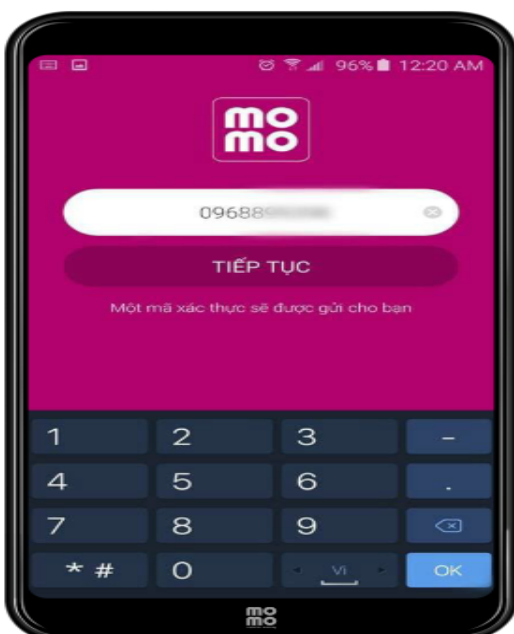 96% 12:20 AM
mo
mo
09688
TIẾP TỤC
Một mã xác thực sẽ được gửi cho bạn
1 2 3 -
4 5 6 .
7 8 9
* # 0 Vi OK
mo
mo